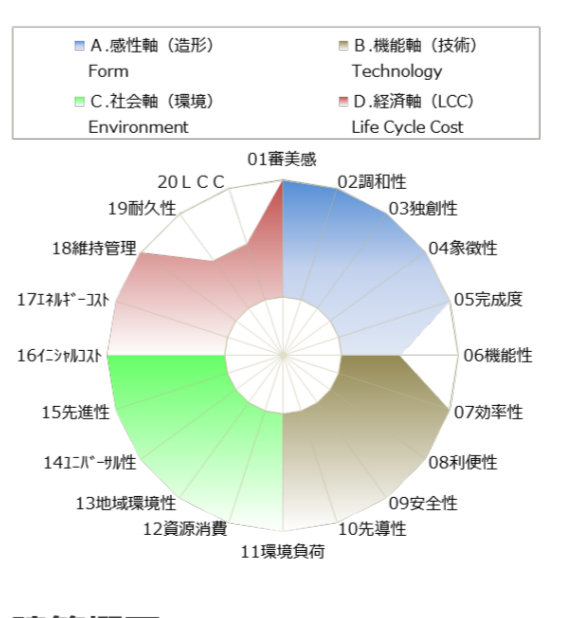 A.感性軸（造形）
Form
B.機能軸（技術）
Technology
C.社会軸（環境）
Environment
D.経済軸（LCC）
Life Cycle Cost
01審美感
02調和性
03独創性
04象徴性
05完成度
06機能性
07効率性
08利便性
09安全性
10先導性
11環境負荷
12資源消費
13地域環境性
14ﾕﾆﾊﾞｰｻﾙ性
15先進性
16ｲﾆｼｬﾙｺｽﾄ
17ｴﾈﾙｷﾞｰｺｽﾄ
18維持管理
19耐久性
20ＬＣＣ